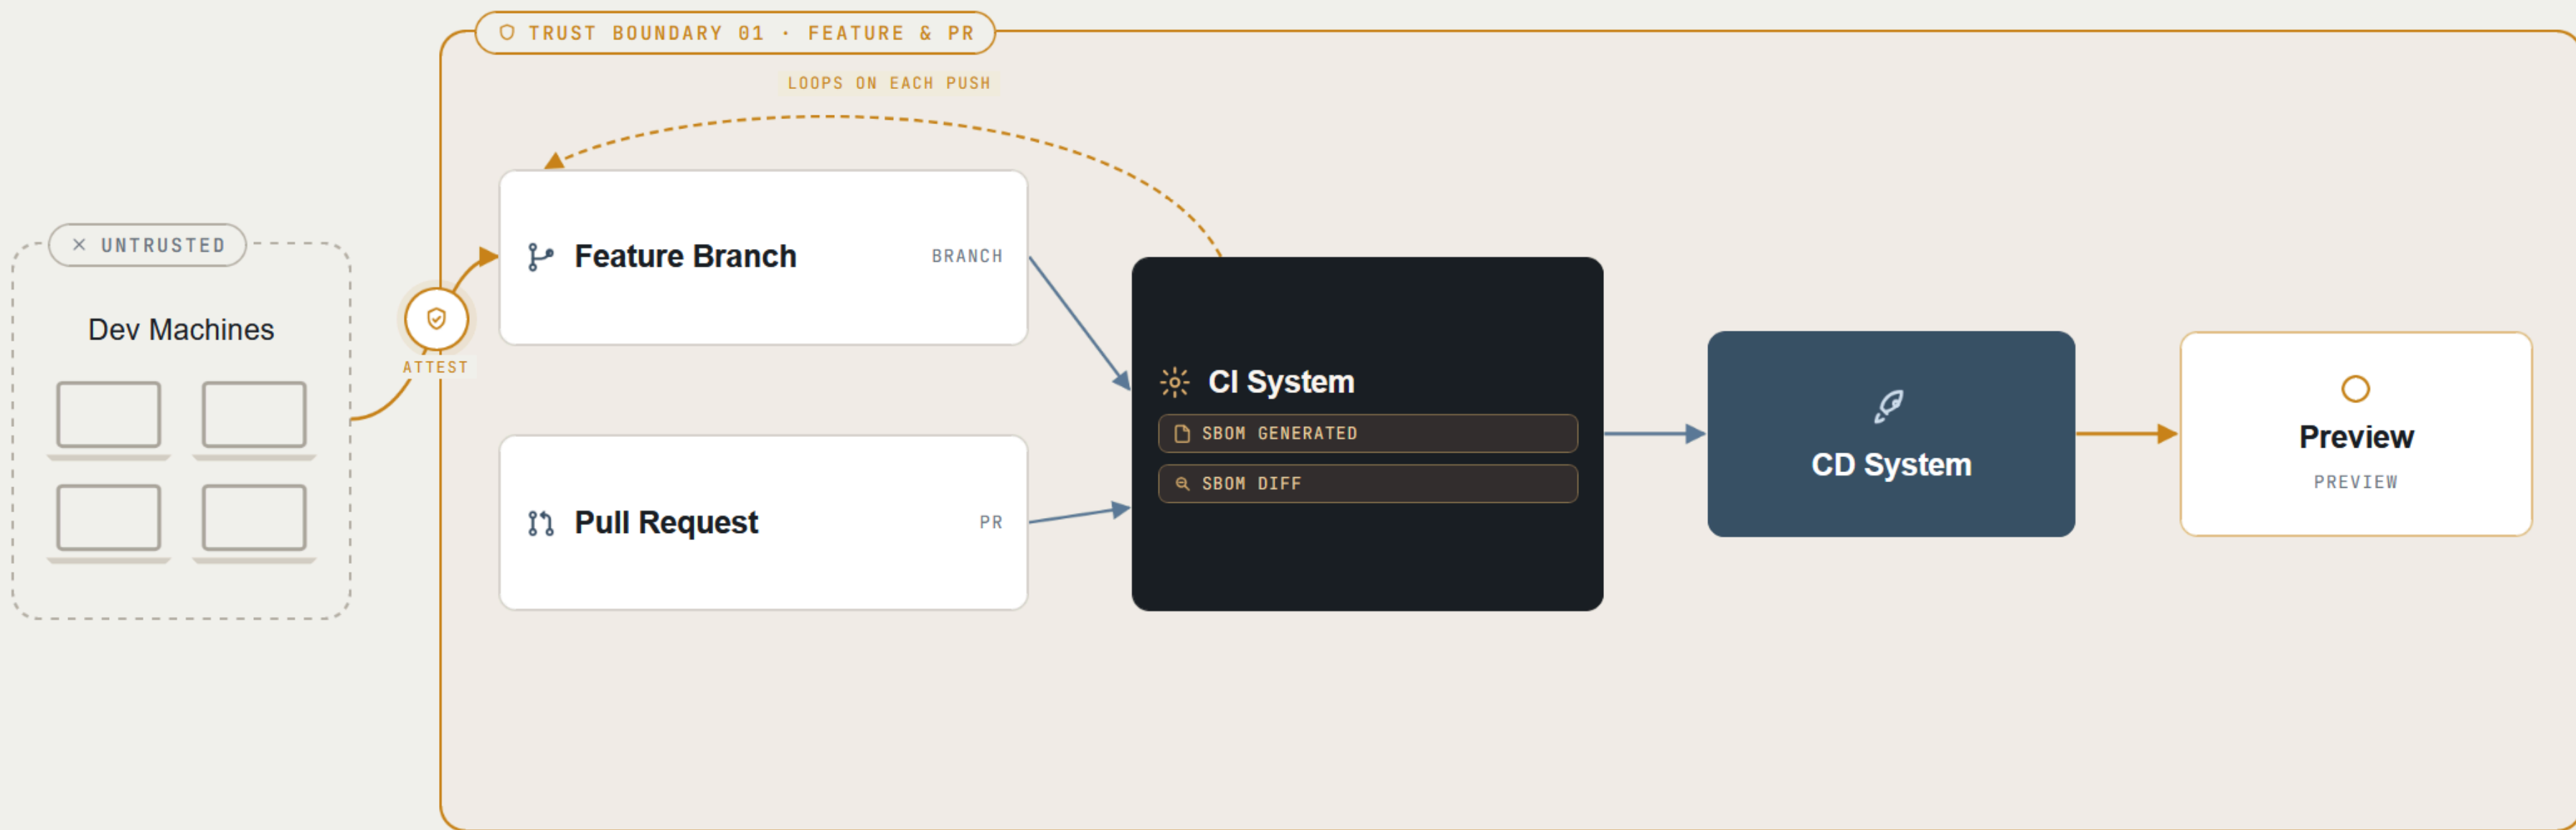 TRUST BOUNDARY 01 · FEATURE & PR
LOOPS ON EACH PUSH
UNTRUSTED
Dev Machines
ATTEST
Feature Branch
BRANCH
Pull Request
PR
CI System
SBOM GENERATED
SBOM DIFF
CD System
Preview
PREVIEW